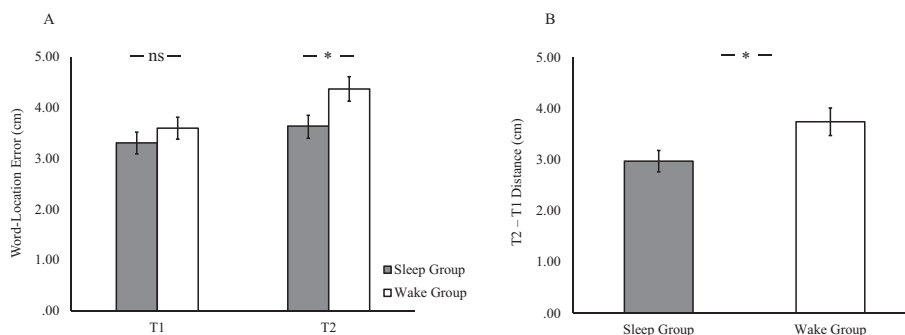 A
B
ns
*
*
5.00
4.00
3.00
2.00
1.00
.00
Word-Location Error (cm)
T1
T2
Sleep Group
Wake Group
5.00
4.00
3.00
2.00
1.00
.00
T2 – T1 Distance (cm)
Sleep Group
Wake Group